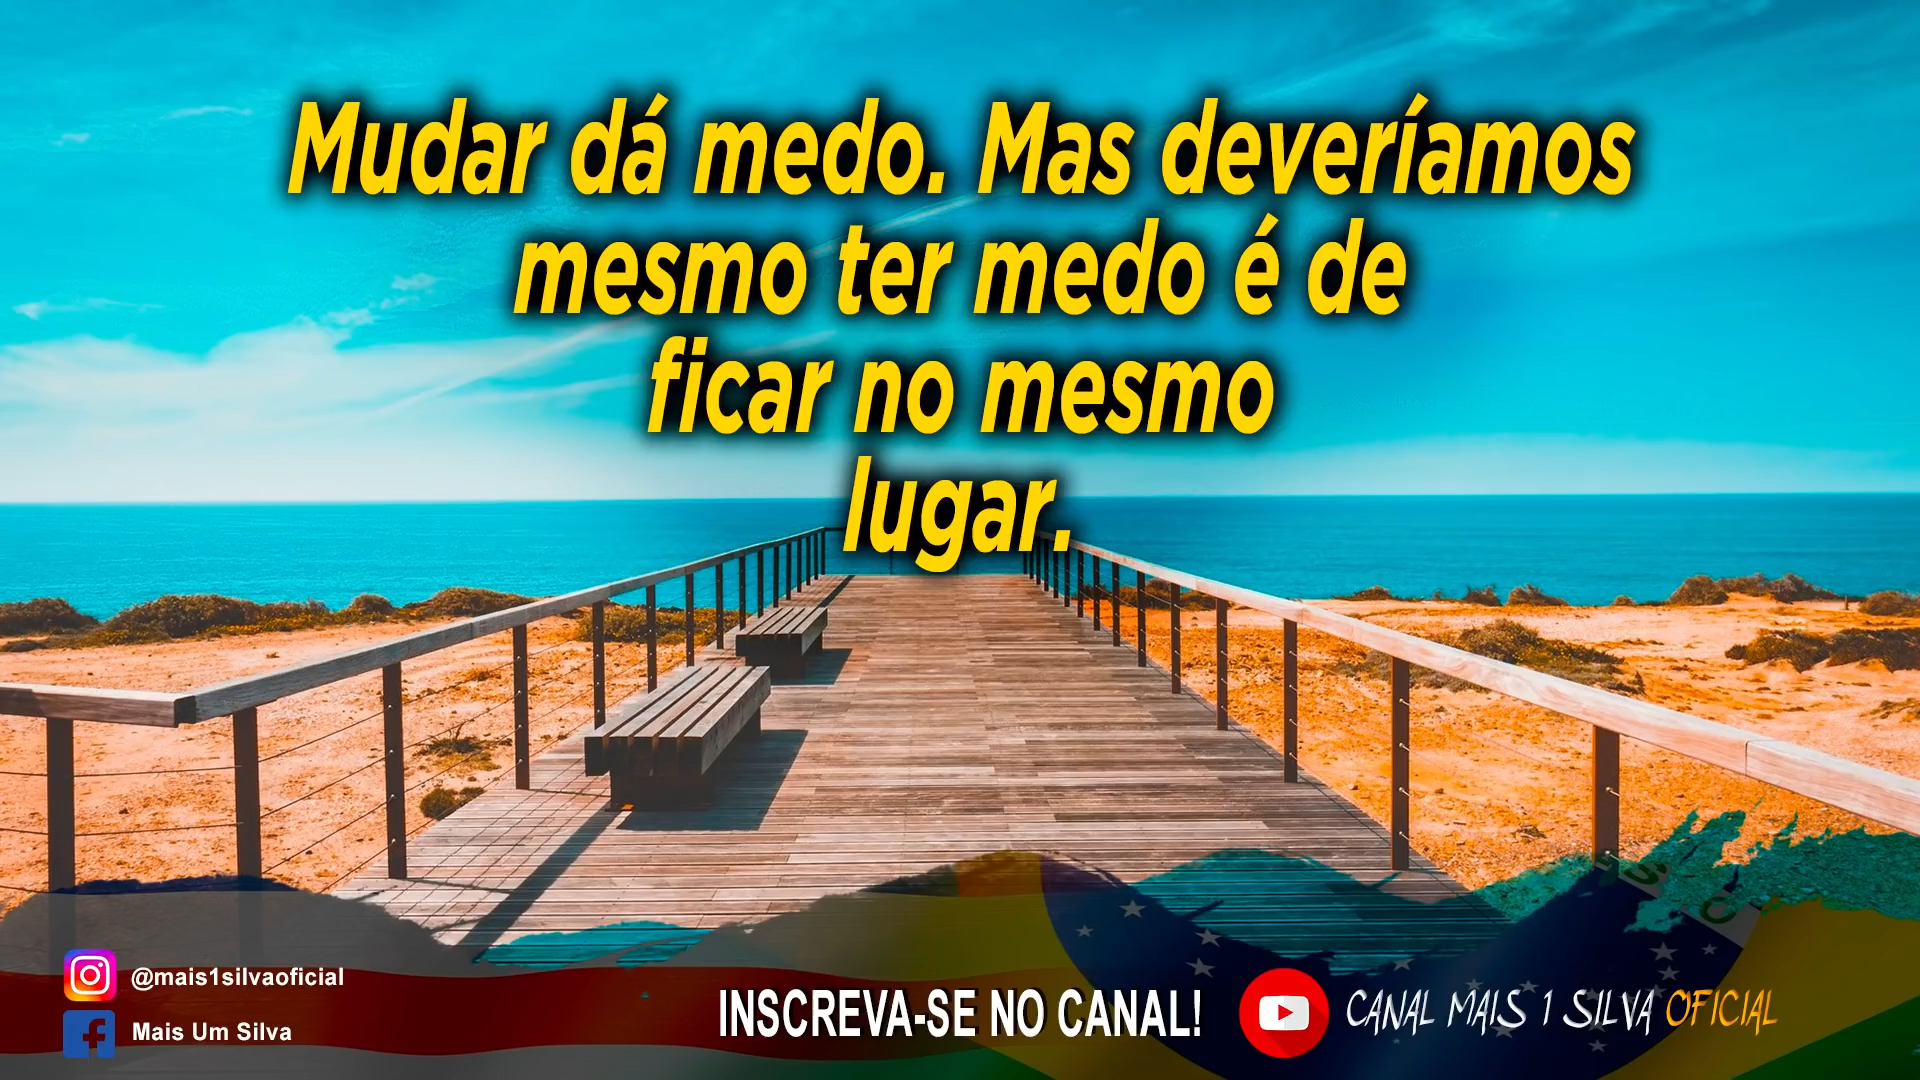 Mudar dá medo. Mas deveríamos
mesmo ter medo é de
ficar no mesmo
lugar.
@mais1silvaoficial
Mais Um Silva
INSCREVA-SE NO CANAL!
CANAL MAIS 1 SILVA OFICIAL